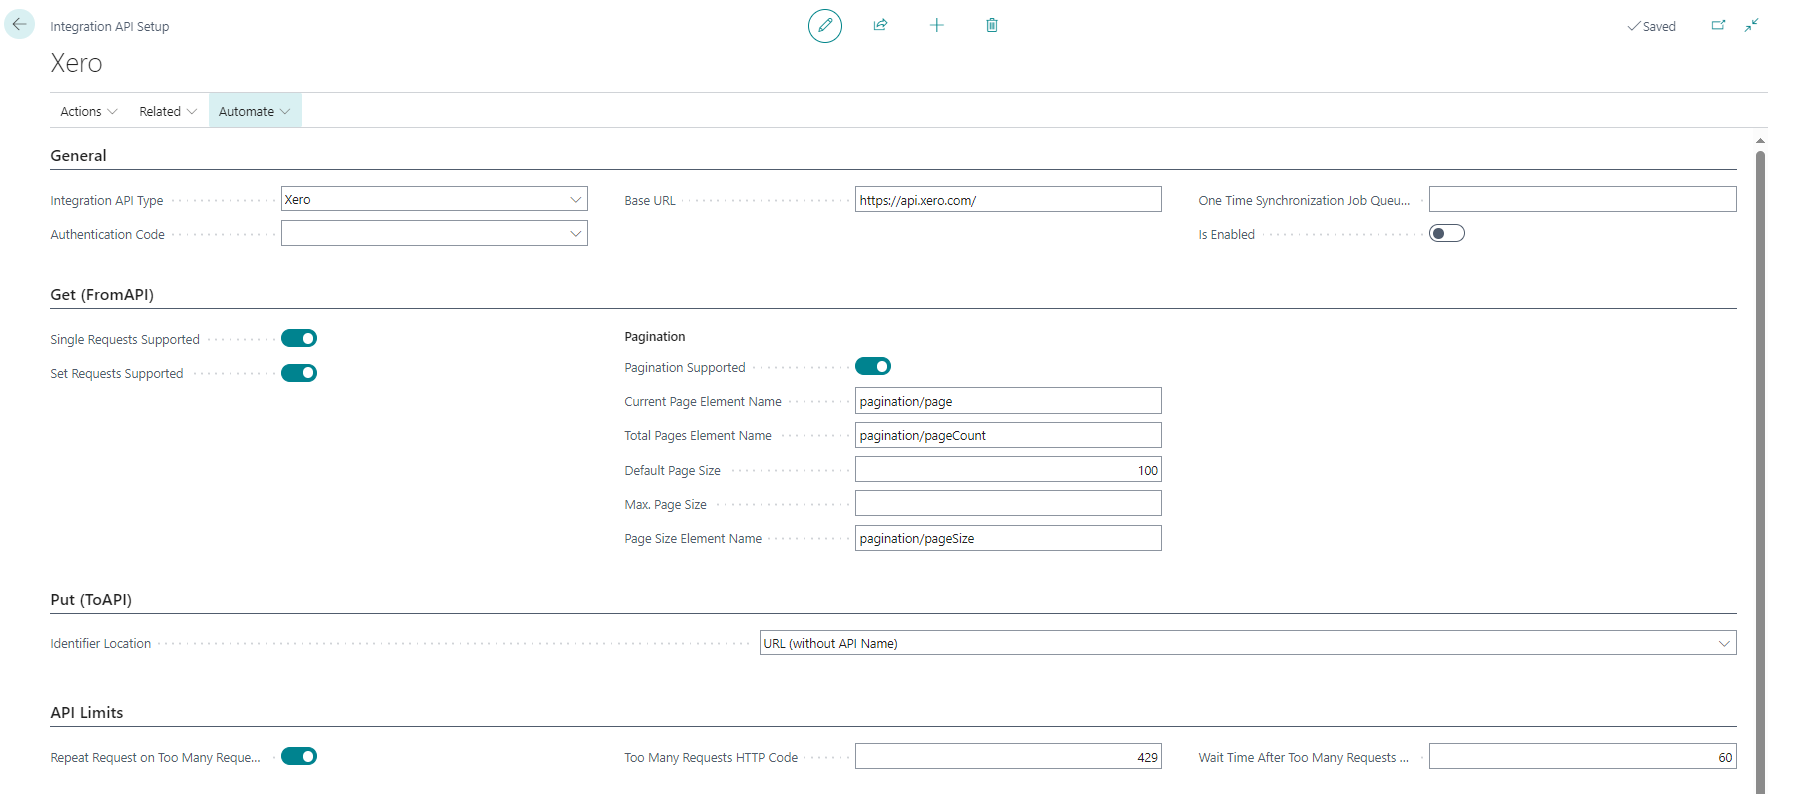 Integration API Setup
Saved
Xero
Actions Related Automate
General
Integration API Type Xero
Base URL https://api.xero.com/
One Time Synchronization Job Queu...
Authentication Code
Is Enabled
Get (FromAPI)
Single Requests Supported
Set Requests Supported
Pagination
Pagination Supported
Current Page Element Name pagination/page
Total Pages Element Name pagination/pageCount
Default Page Size 100
Max. Page Size
Page Size Element Name pagination/pageSize
Put (ToAPI)
Identifier Location URL (without API Name)
API Limits
Repeat Request on Too Many Reque...
Too Many Requests HTTP Code 429
Wait Time After Too Many Requests ... 60